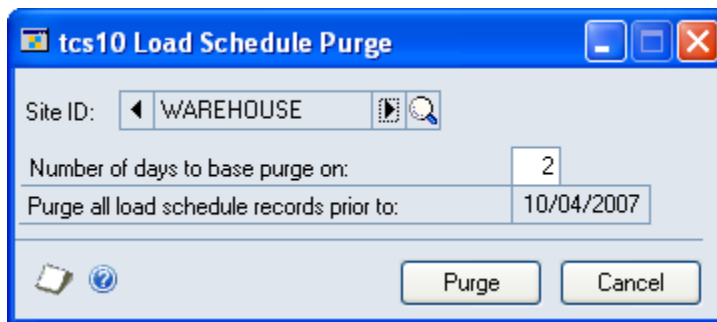 tcs10 Load Schedule Purge
Site ID: WAREHOUSE
Number of days to base purge on: 2
Purge all load schedule records prior to: 10/04/2007
Purge Cancel